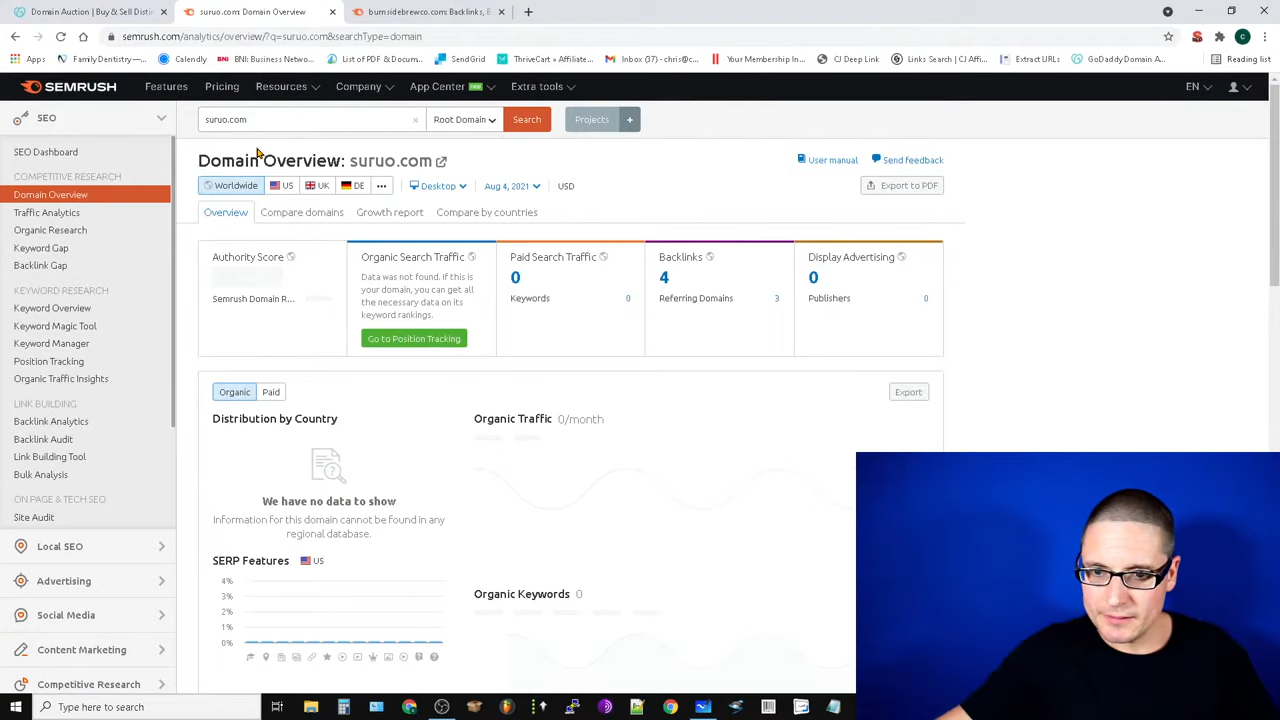 Domain Auction | Buy & Sell Distin
suruo.com: Domain Overview
burnsidebrewco.com: Backlinks, B
semrush.com/analytics/overview/?q=suruo.com&searchType=domain
Apps
FamilyDentistry—...
Calendly
BNI: Business Netwo...
List of PDF & Docum...
SendGrid
ThriveCart » Affiliate...
Inbox (37) - chris@c...
Your Membership In...
CJ Deep Link
Links Search | CJ Affi...
Extract URLs
GoDaddy Domain A...
Reading list
SEMRUSH
Features
Pricing
Resources
Company
App Center new
Extra tools
EN
SEO
suruo.com
Root Domain
Search
Projects
+
SEO Dashboard
COMPETITIVE RESEARCH
Domain Overview
Traffic Analytics
Organic Research
Keyword Gap
Backlink Gap
KEYWORD RESEARCH
Keyword Overview
Keyword Magic Tool
Keyword Manager
Position Tracking
Organic Traffic Insights
LINK BUILDING
Backlink Analytics
Backlink Audit
Link Building Tool
Bulk Analysis
ON PAGE & TECH SEO
Site Audit
Local SEO
Advertising
Social Media
Content Marketing
Competitive Research
Domain Overview: suruo.com
User manual
Send feedback
Worldwide
US
UK
DE
...
Desktop
Aug 4, 2021
USD
Export to PDF
Overview
Compare domains
Growth report
Compare by countries
Authority Score
Semrush Domain R...
Organic Search Traffic
Data was not found. If this is
your domain, you can get all
the necessary data on its
keyword rankings.
Go to Position Tracking
Paid Search Traffic
0
Keywords 0
Backlinks
4
Referring Domains 3
Display Advertising
0
Publishers 0
Organic
Paid
Export
Distribution by Country
We have no data to show
Information for this domain cannot be found in any
regional database.
SERP Features US
4%
3%
2%
1%
0%
Organic Traffic 0/month
Organic Keywords 0
Type here to search